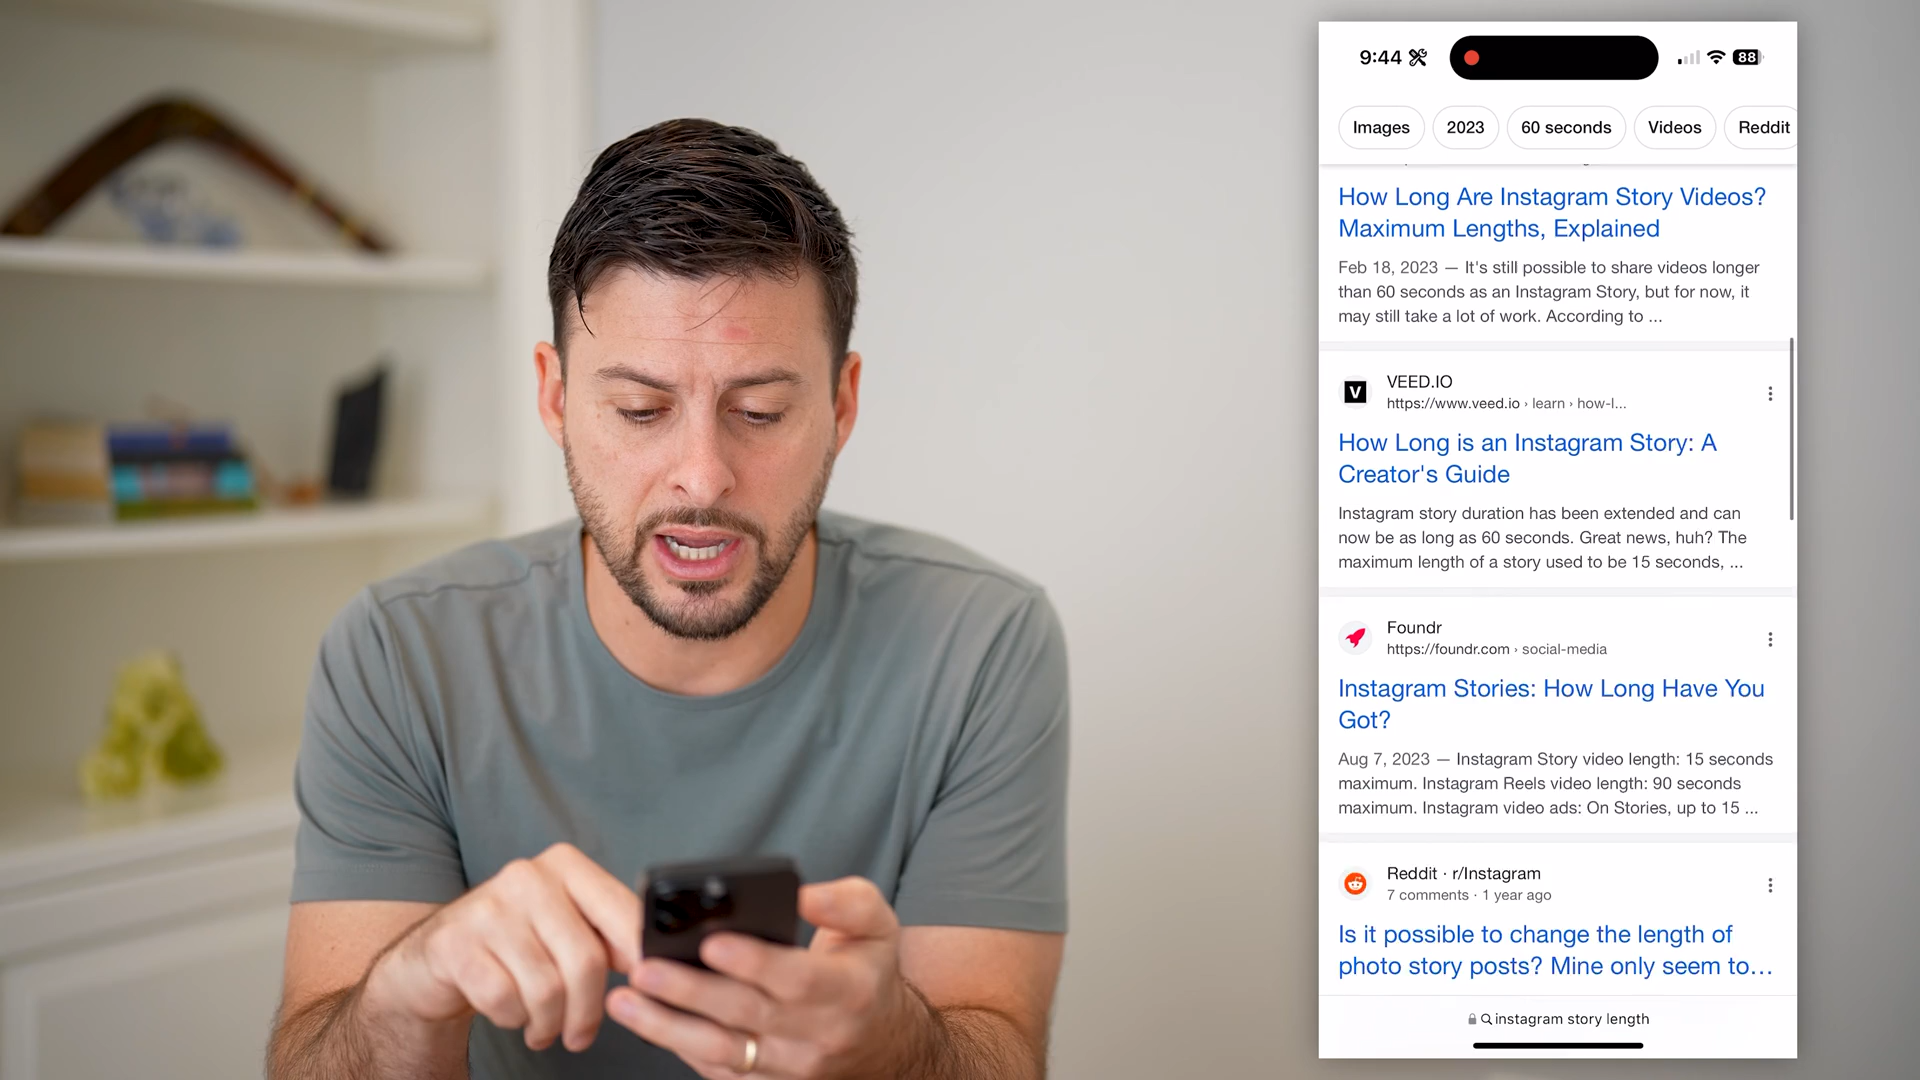 9:44
88
Images 2023 60 seconds Videos Reddit
How Long Are Instagram Story Videos?
Maximum Lengths, Explained
Feb 18, 2023 — It's still possible to share videos longer
than 60 seconds as an Instagram Story, but for now, it
may still take a lot of work. According to ...
V
VEED.IO
https://www.veed.io › learn › how-l...
How Long is an Instagram Story: A
Creator's Guide
Instagram story duration has been extended and can
now be as long as 60 seconds. Great news, huh? The
maximum length of a story used to be 15 seconds, ...
Foundr
https://foundr.com › social-media
Instagram Stories: How Long Have You
Got?
Aug 7, 2023 — Instagram Story video length: 15 seconds
maximum. Instagram Reels video length: 90 seconds
maximum. Instagram video ads: On Stories, up to 15 ...
Reddit · r/Instagram
7 comments · 1 year ago
Is it possible to change the length of
photo story posts? Mine only seem to...
instagram story length